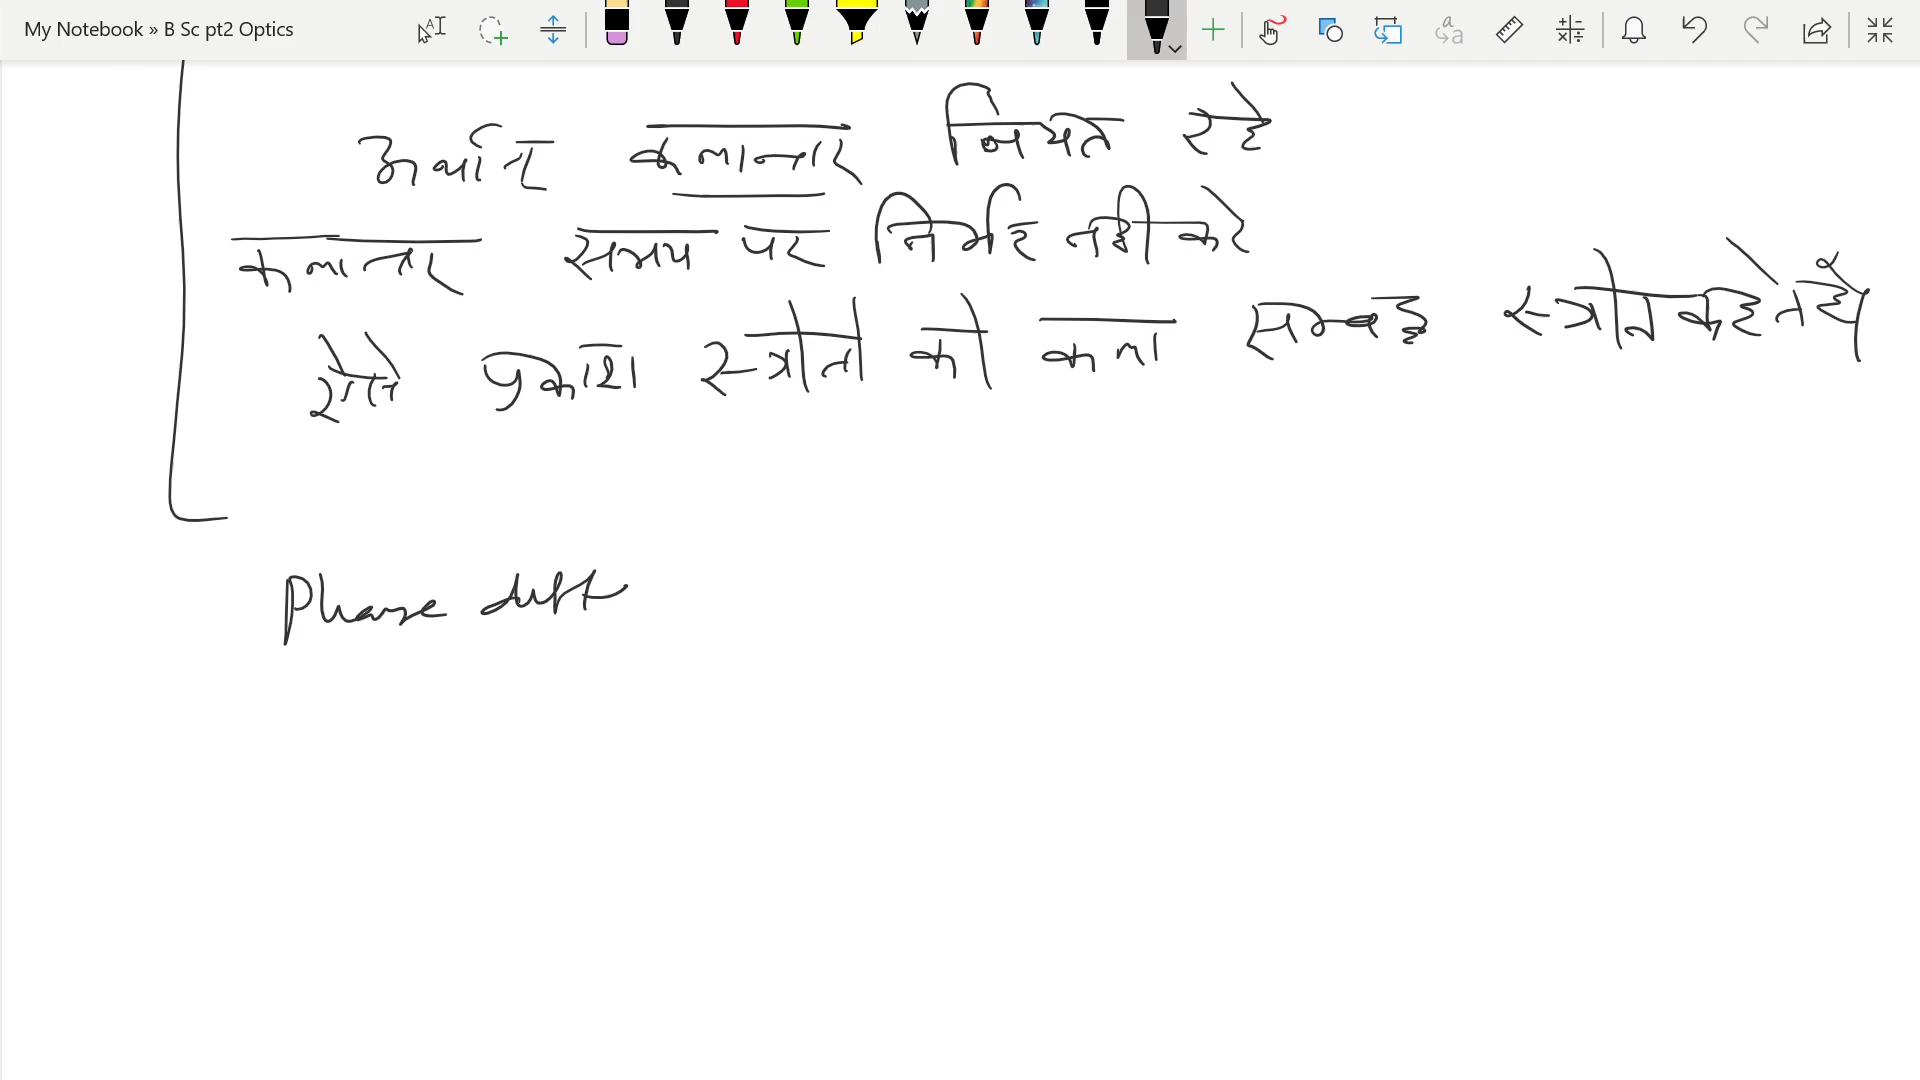 My Notebook » B Sc pt2 Optics
अर्थात कलान्तर नियत रहे
कलान्तर समय पर निर्भर नही करे
ऐसे प्रकाश स्त्रोतो को कला सम्बद्ध स्त्रोत कहते है
Phase diff